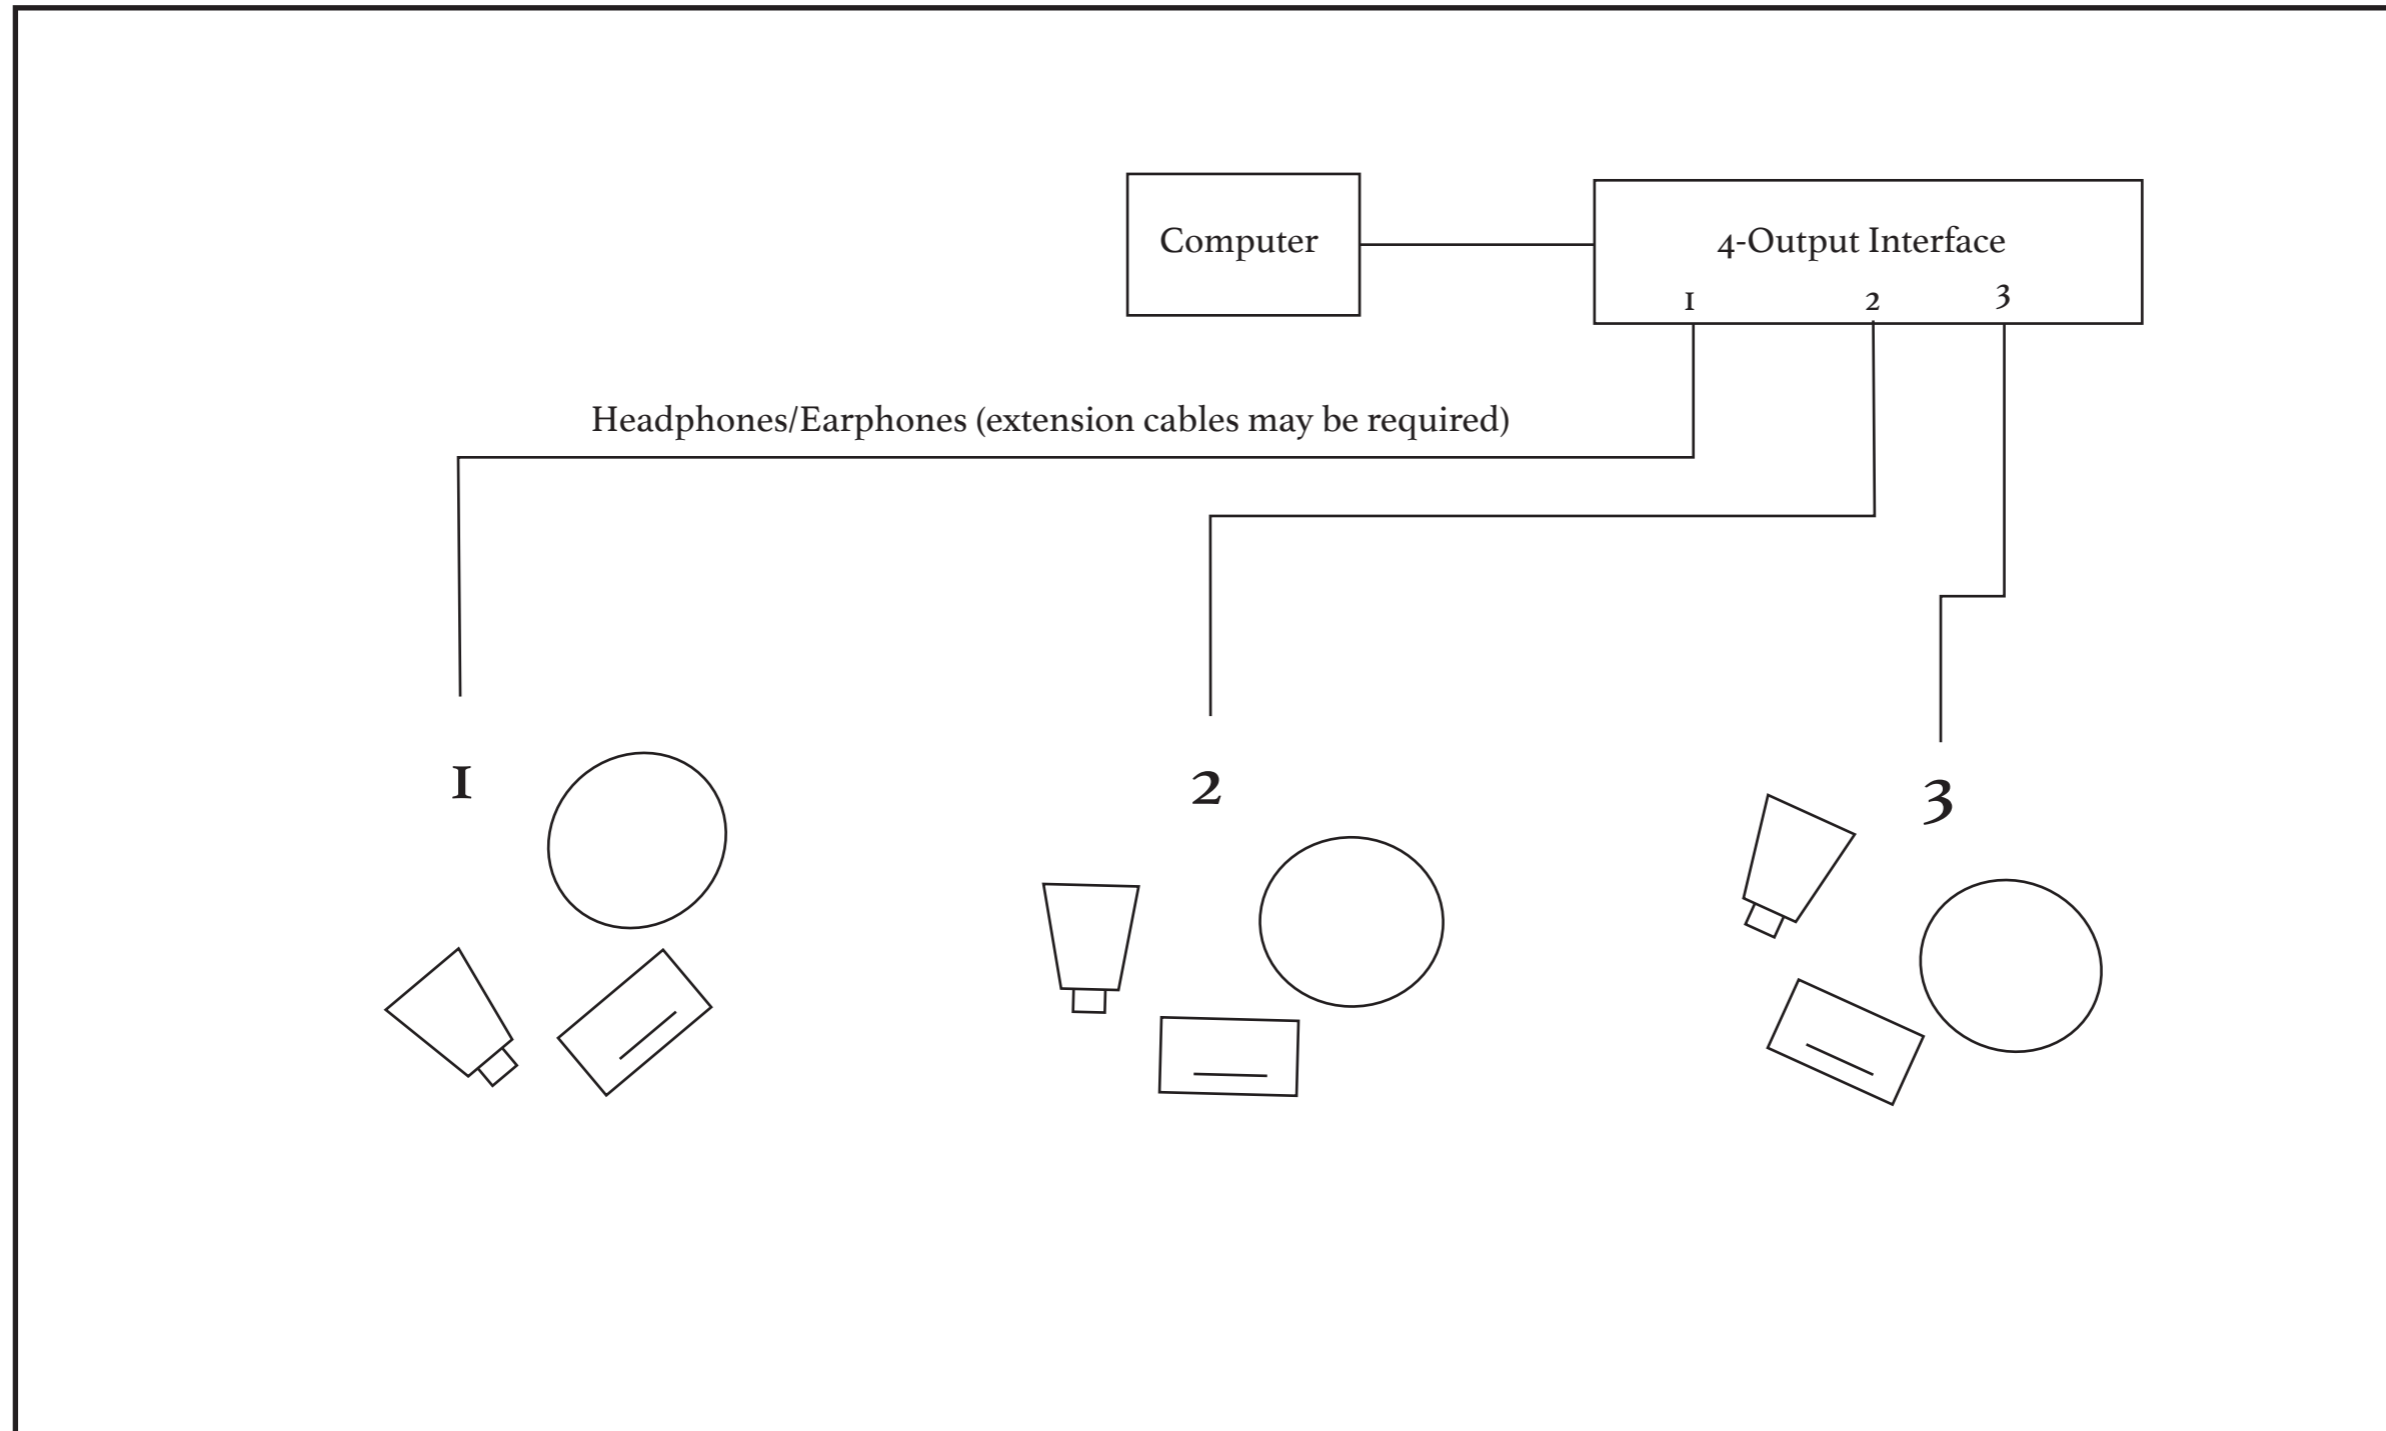 Computer
4-Output Interface
1 2 3
Headphones/Earphones (extension cables may be required)
1 2 3